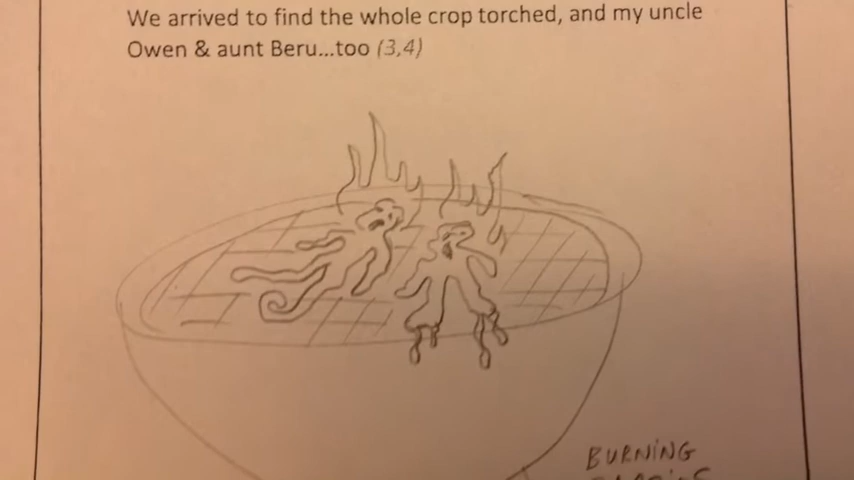 We arrived to find the whole crop torched, and my uncle
Owen & aunt Beru...too (3,4)
BURNING